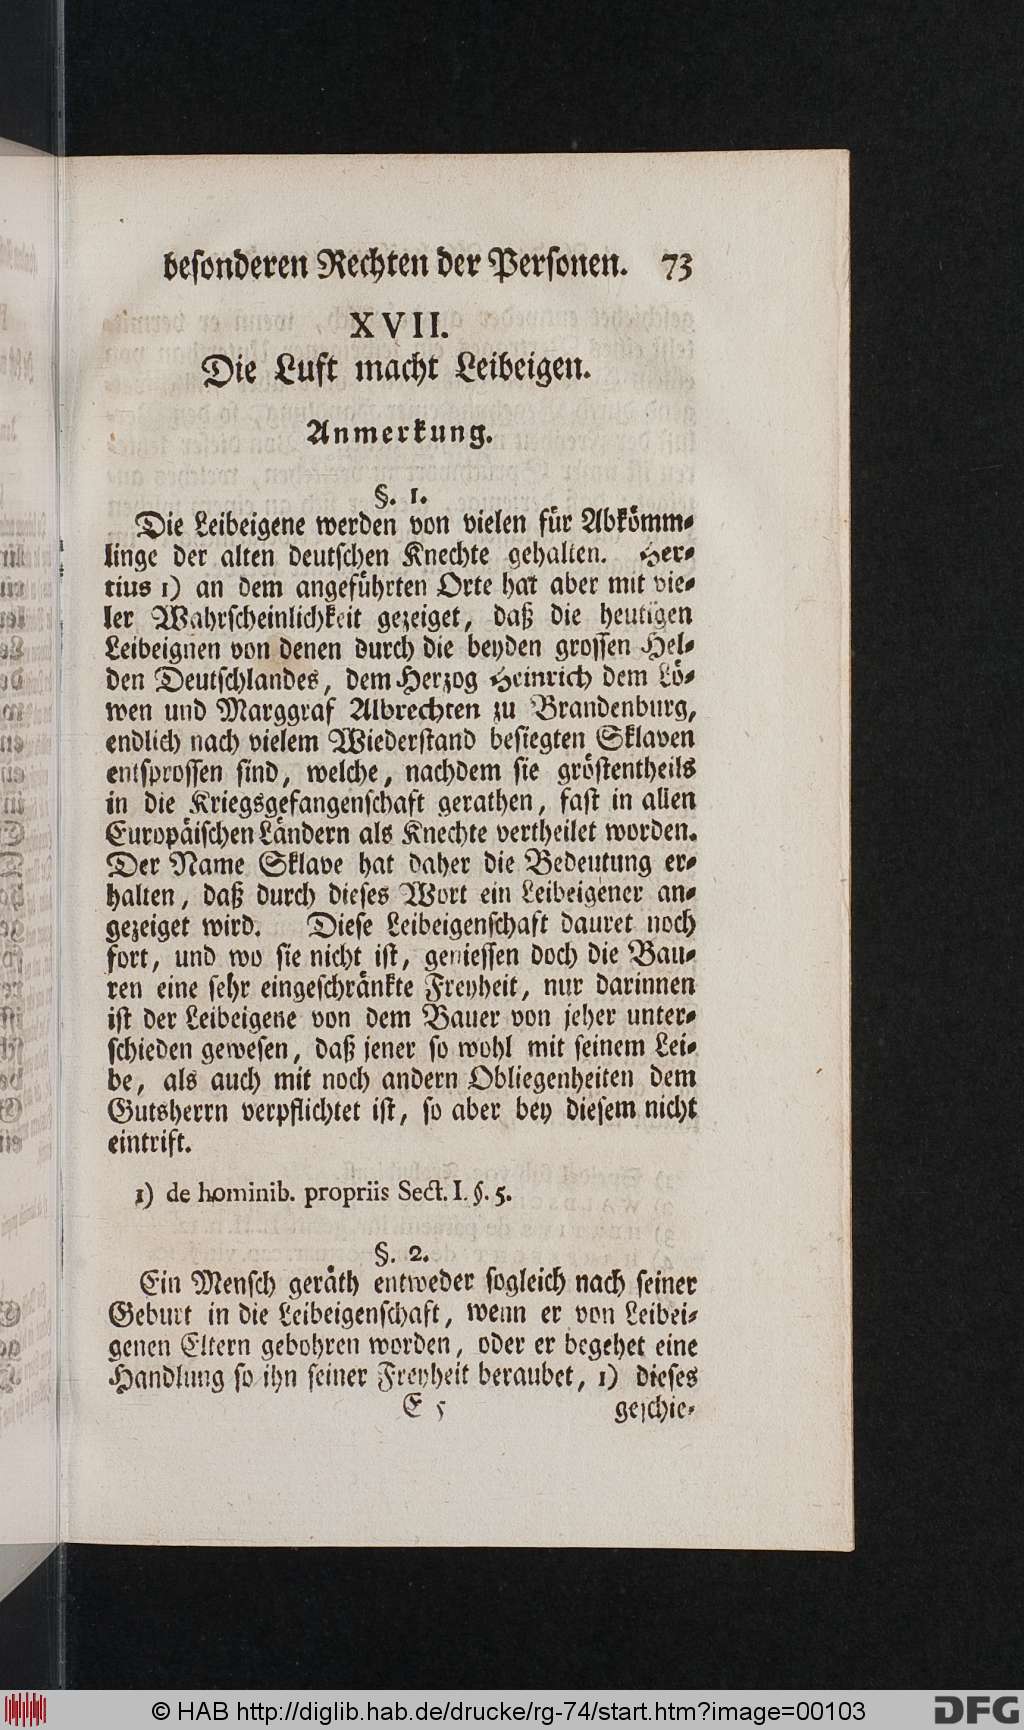 besonderen Rechten der Personen. 73
XVII.
Die Luft macht Leibeigen.
Anmerkung.
§. 1.
Die Leibeigene werden von vielen für Abkömm-
linge der alten deutschen Knechte gehalten. Her-
tius 1) an dem angeführten Orte hat aber mit vie-
ler Wahrscheinlichkeit gezeiget, daß die heutigen
Leibeignen von denen durch die beyden grossen Hel-
den Deutschlandes, dem Herzog Heinrich dem Lö-
wen und Marggraf Albrechten zu Brandenburg,
endlich nach vielem Wiederstand besiegten Sklaven
entsprossen sind, welche, nachdem sie gröstentheils
in die Kriegsgefangenschaft gerathen, fast in allen
Europäischen Ländern als Knechte vertheilet worden.
Der Name Sklave hat daher die Bedeutung er-
halten, daß durch dieses Wort ein Leibeigener an-
gezeiget wird. Diese Leibeigenschaft dauret noch
fort, und wo sie nicht ist, geniessen doch die Bau-
ren eine sehr eingeschränkte Freyheit, nur darinnen
ist der Leibeigene von dem Bauer von jeher unter-
schieden gewesen, daß jener so wohl mit seinem Lei-
be, als auch mit noch andern Obliegenheiten dem
Gutsherrn verpflichtet ist, so aber bey diesem nicht
eintrift.
1) de hominib. propriis Sect. I. §. 5.
§. 2.
Ein Mensch geräth entweder sogleich nach seiner
Geburt in die Leibeigenschaft, wenn er von Leibei-
genen Eltern gebohren worden, oder er begehet eine
Handlung so ihn seiner Freyheit beraubet, 1) dieses
E 5 geschie-
© HAB http://diglib.hab.de/drucke/rg-74/start.htm?image=00103
DFG